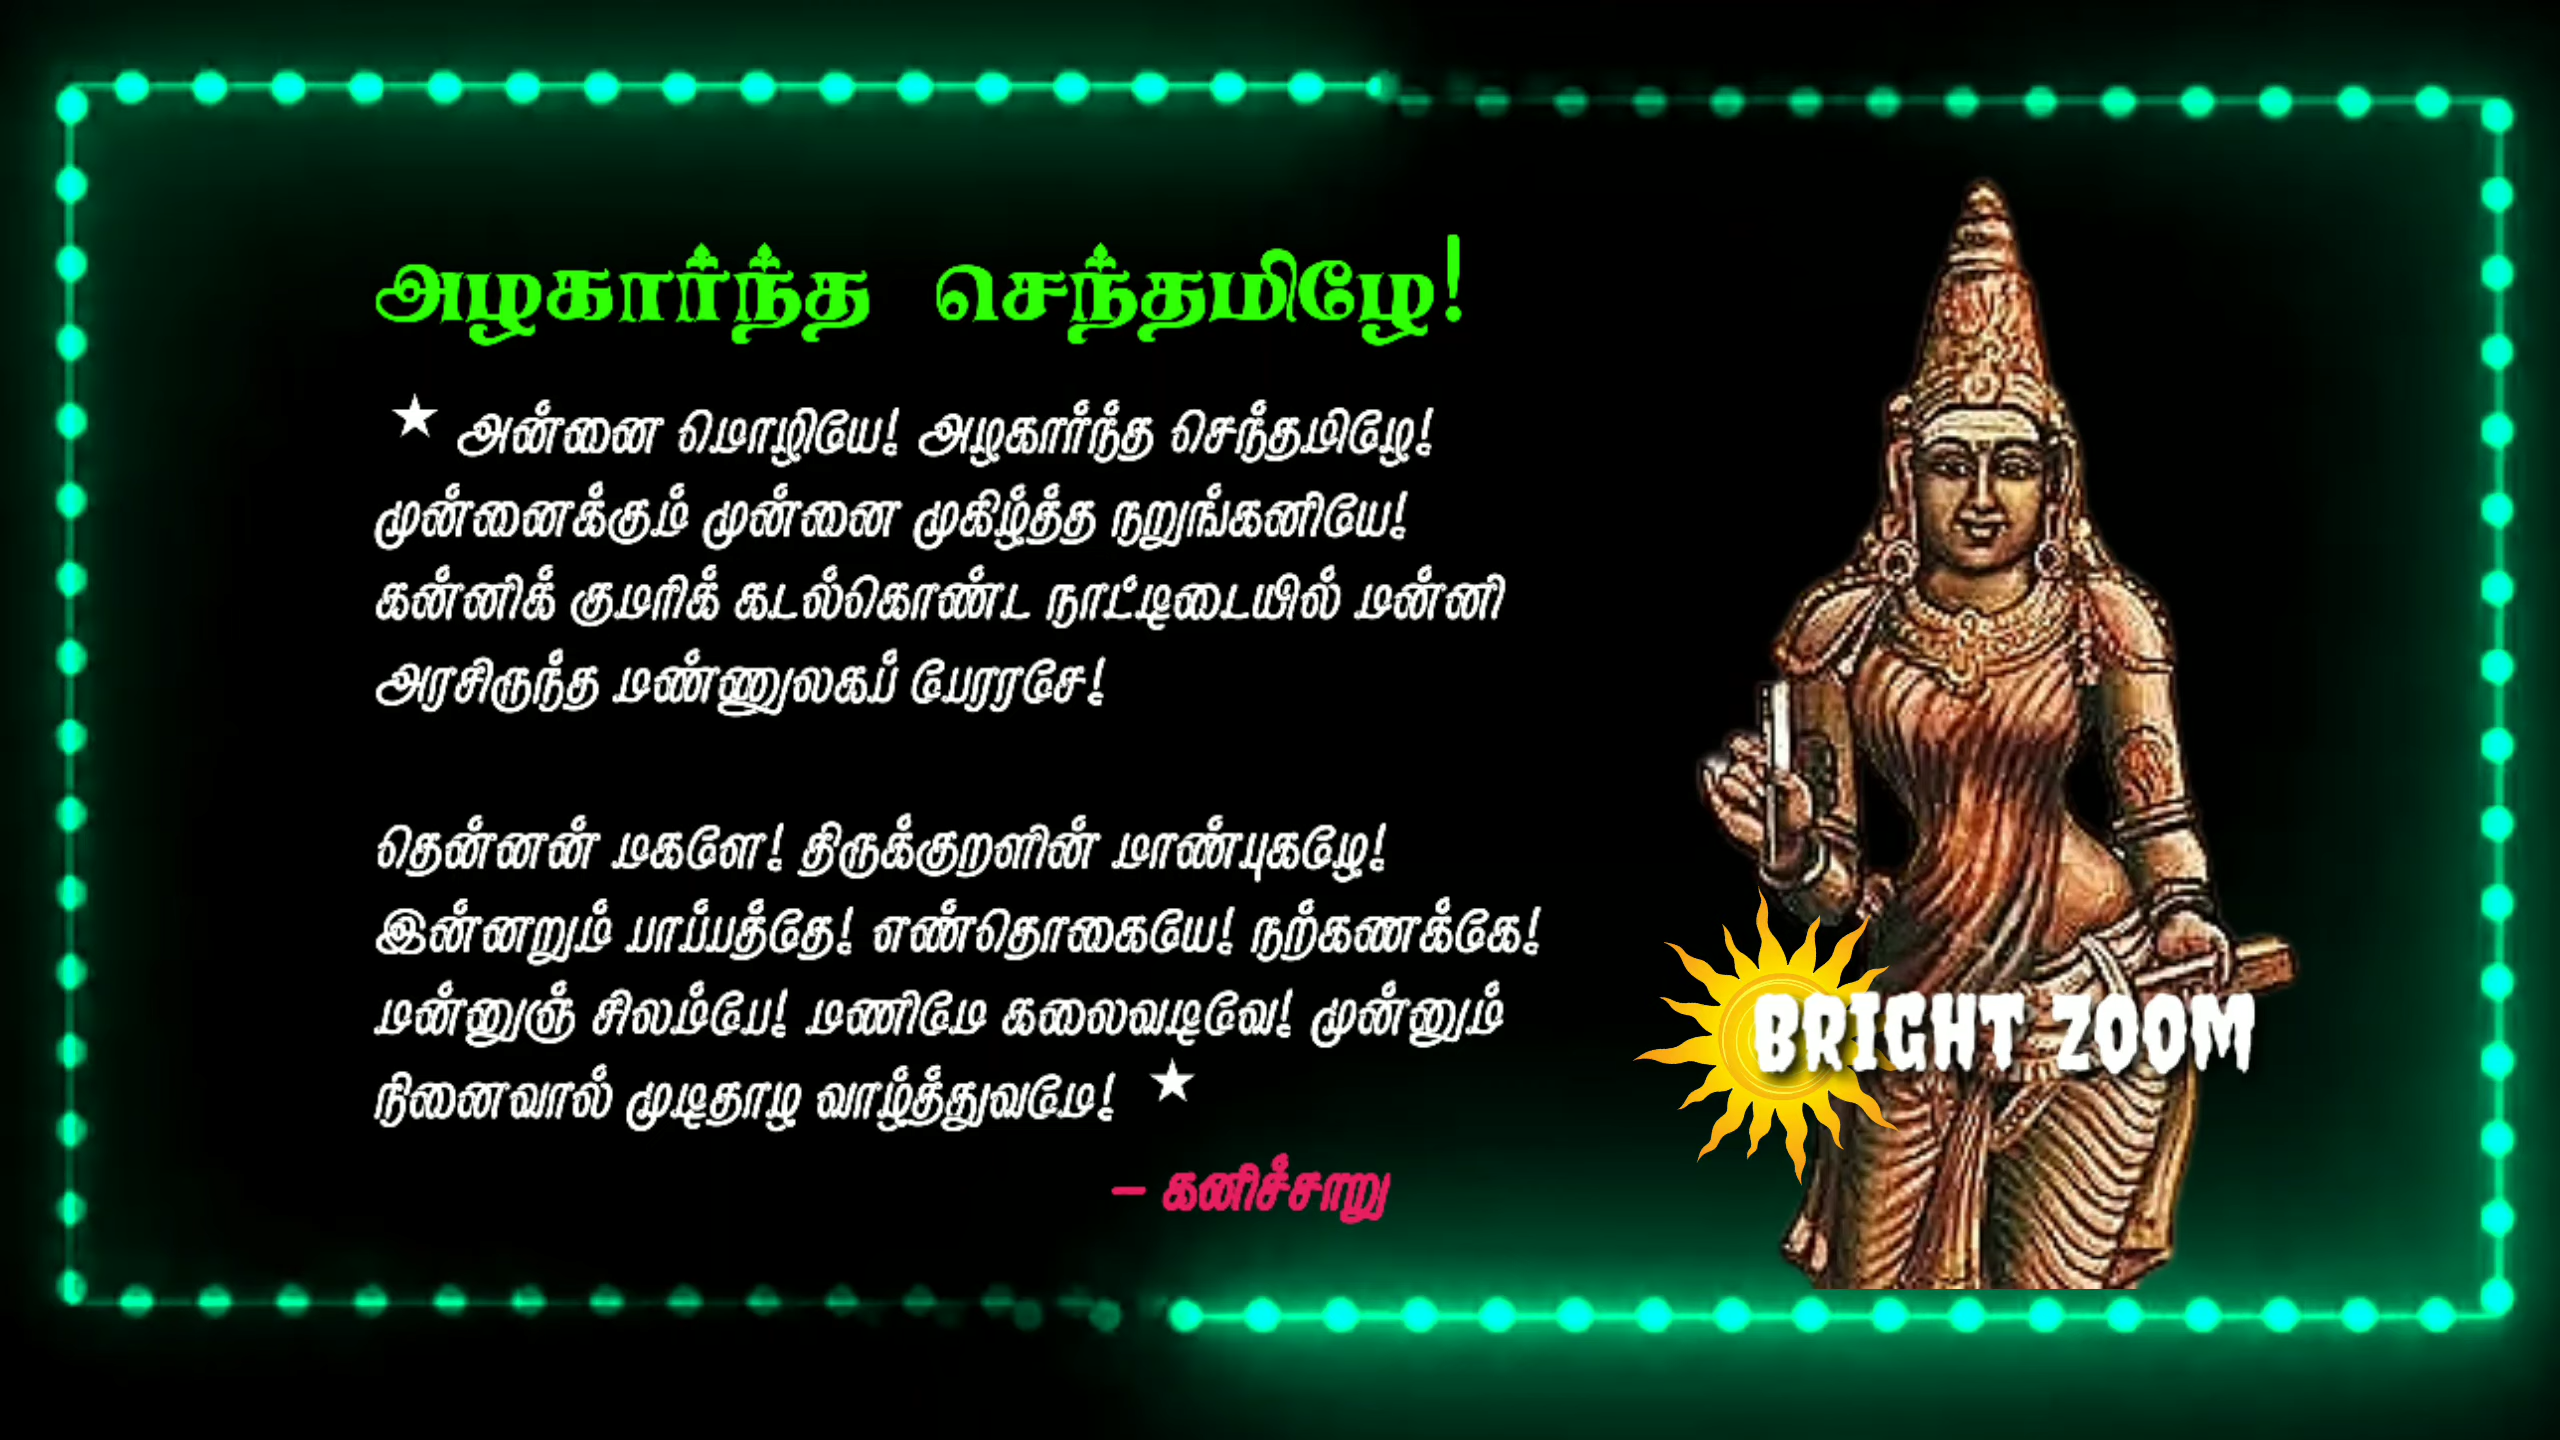 அழகார்ந்த செந்தமிழே!
★ அன்னை மொழியே! அழகார்ந்த செந்தமிழே!
முன்னைக்கும் முன்னை முகிழ்த்த நறுங்கனியே!
கன்னிக் குமரிக் கடல்கொண்ட நாட்டிடையில் மன்னி
அரசிருந்த மண்ணுலகப் பேரரசே!
தென்னன் மகளே! திருக்குறளின் மாண்புகழே!
இன்னறும் பாப்பத்தே! எண்தொகையே! நற்கணக்கே!
மன்னுஞ் சிலம்பே! மணிமே கலைவடிவே! முன்னும்
நினைவால் முடிதாழ வாழ்த்துவமே! ★
– கனிச்சாறு
BRIGHT ZOOM